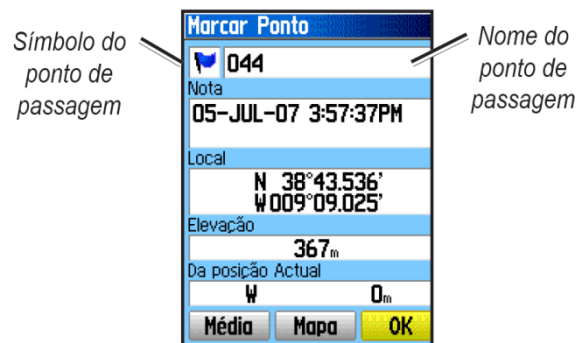 Símbolo do
ponto de
passagem
Marcar Ponto
044
Nota
05-JUL-07 3:57:37PM
Local
N 38°43.536'
W009°09.025'
Elevação
367m
Da posição Actual
W 0m
Média Mapa OK
Nome do
ponto de
passagem